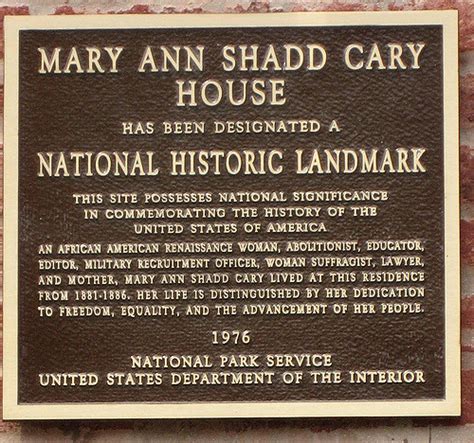 MARY ANN SHADD CARY
HOUSE
HAS BEEN DESIGNATED A
NATIONAL HISTORIC LANDMARK
THIS SITE POSSESSES NATIONAL SIGNIFICANCE
IN COMMEMORATING THE HISTORY OF THE
UNITED STATES OF AMERICA
AN AFRICAN AMERICAN RENAISSANCE WOMAN, ABOLITIONIST, EDUCATOR,
EDITOR, MILITARY RECRUITMENT OFFICER, WOMAN SUFFRAGIST, LAWYER,
AND MOTHER, MARY ANN SHADD CARY LIVED AT THIS RESIDENCE
FROM 1881-1886. HER LIFE IS DISTINGUISHED BY HER DEDICATION
TO FREEDOM, EQUALITY, AND THE ADVANCEMENT OF HER PEOPLE.
1976
NATIONAL PARK SERVICE
UNITED STATES DEPARTMENT OF THE INTERIOR